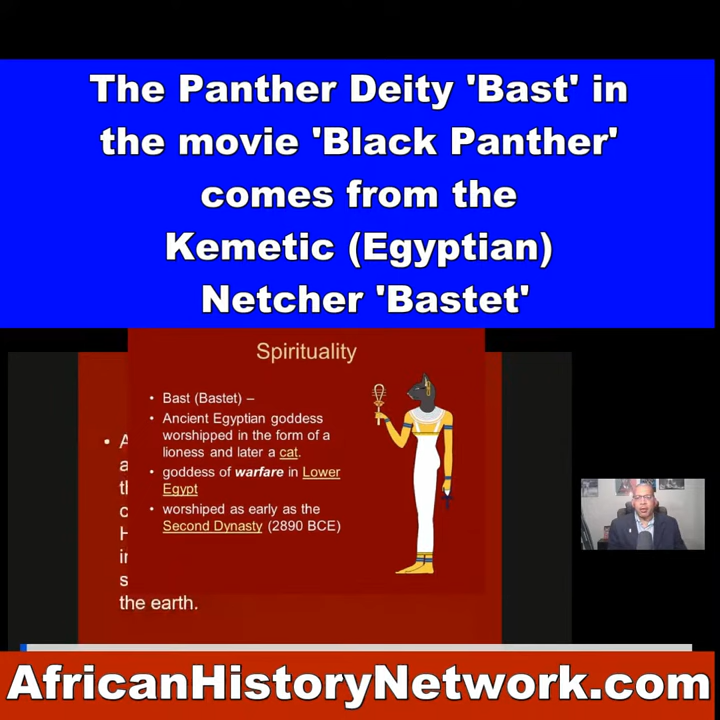 The Panther Deity 'Bast' in
the movie 'Black Panther'
comes from the
Kemetic (Egyptian)
Netcher 'Bastet'
Spirituality
• Bast (Bastet) –
• Ancient Egyptian goddess
worshipped in the form of a
lioness and later a cat.
• goddess of warfare in Lower
Egypt
• worshiped as early as the
Second Dynasty (2890 BCE)
the earth.
AfricanHistoryNetwork.com